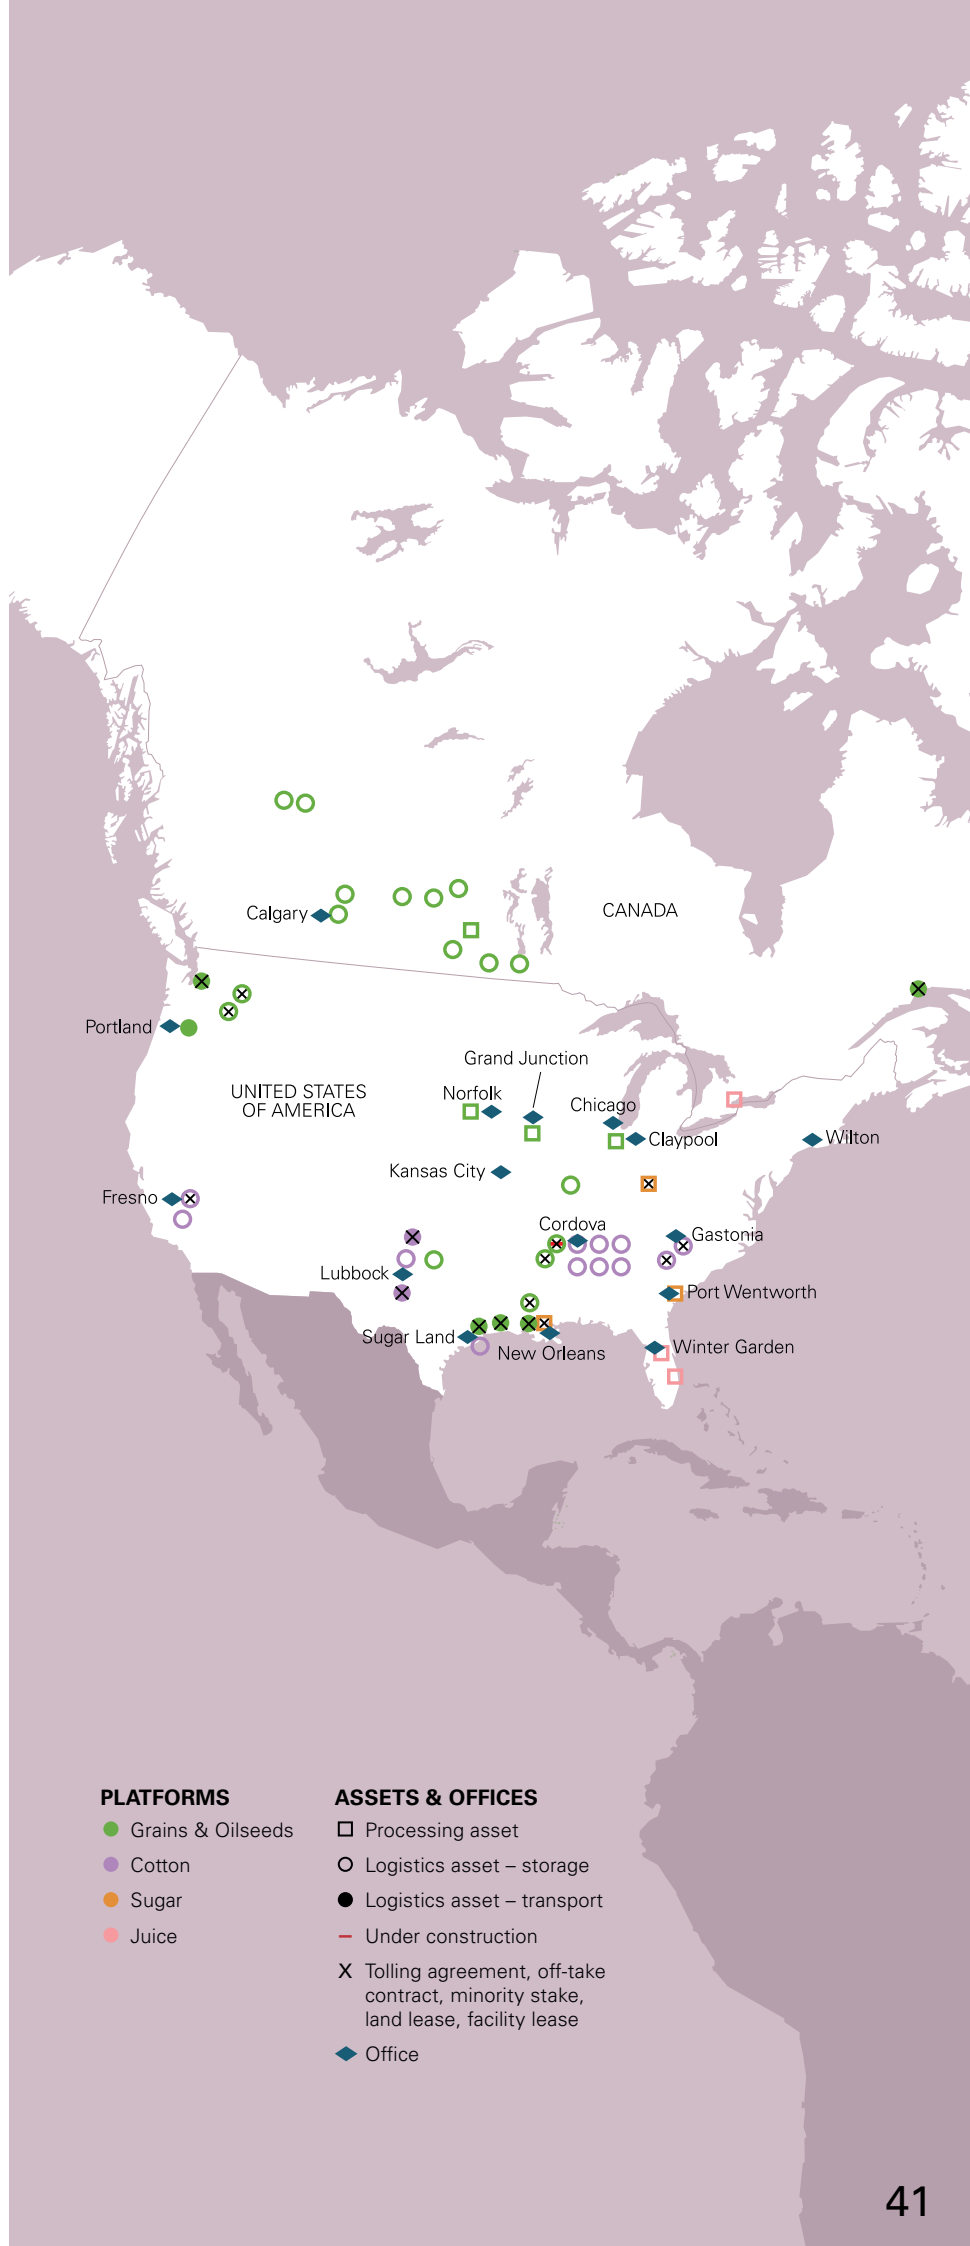 Calgary
CANADA
Portland
Grand Junction
UNITED STATES
OF AMERICA
Norfolk
Chicago
Claypool
Wilton
Kansas City
Fresno
Cordova
Gastonia
Lubbock
Port Wentworth
Sugar Land
New Orleans
Winter Garden
PLATFORMS
Grains & Oilseeds
Cotton
Sugar
Juice
ASSETS & OFFICES
Processing asset
Logistics asset – storage
Logistics asset – transport
Under construction
X Tolling agreement, off-take
contract, minority stake,
land lease, facility lease
Office
41